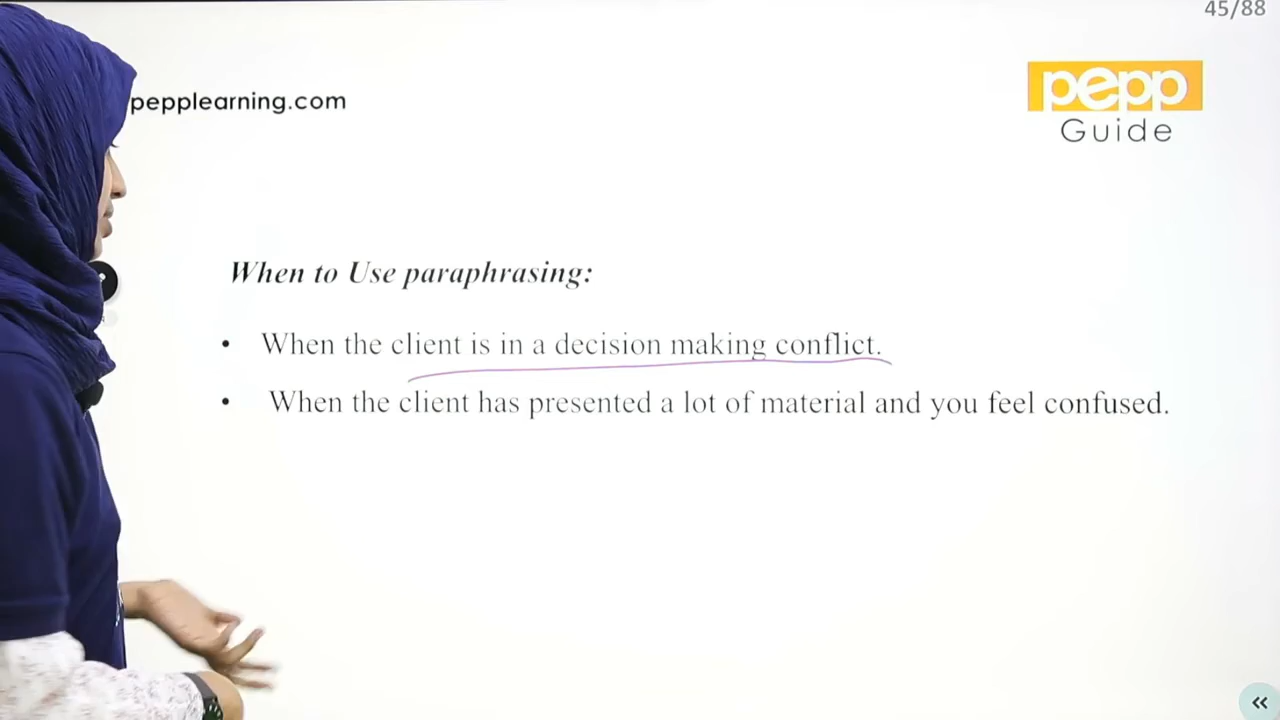 45/88
pepplearning.com
pepp
Guide
When to Use paraphrasing:
• When the client is in a decision making conflict.
• When the client has presented a lot of material and you feel confused.
«